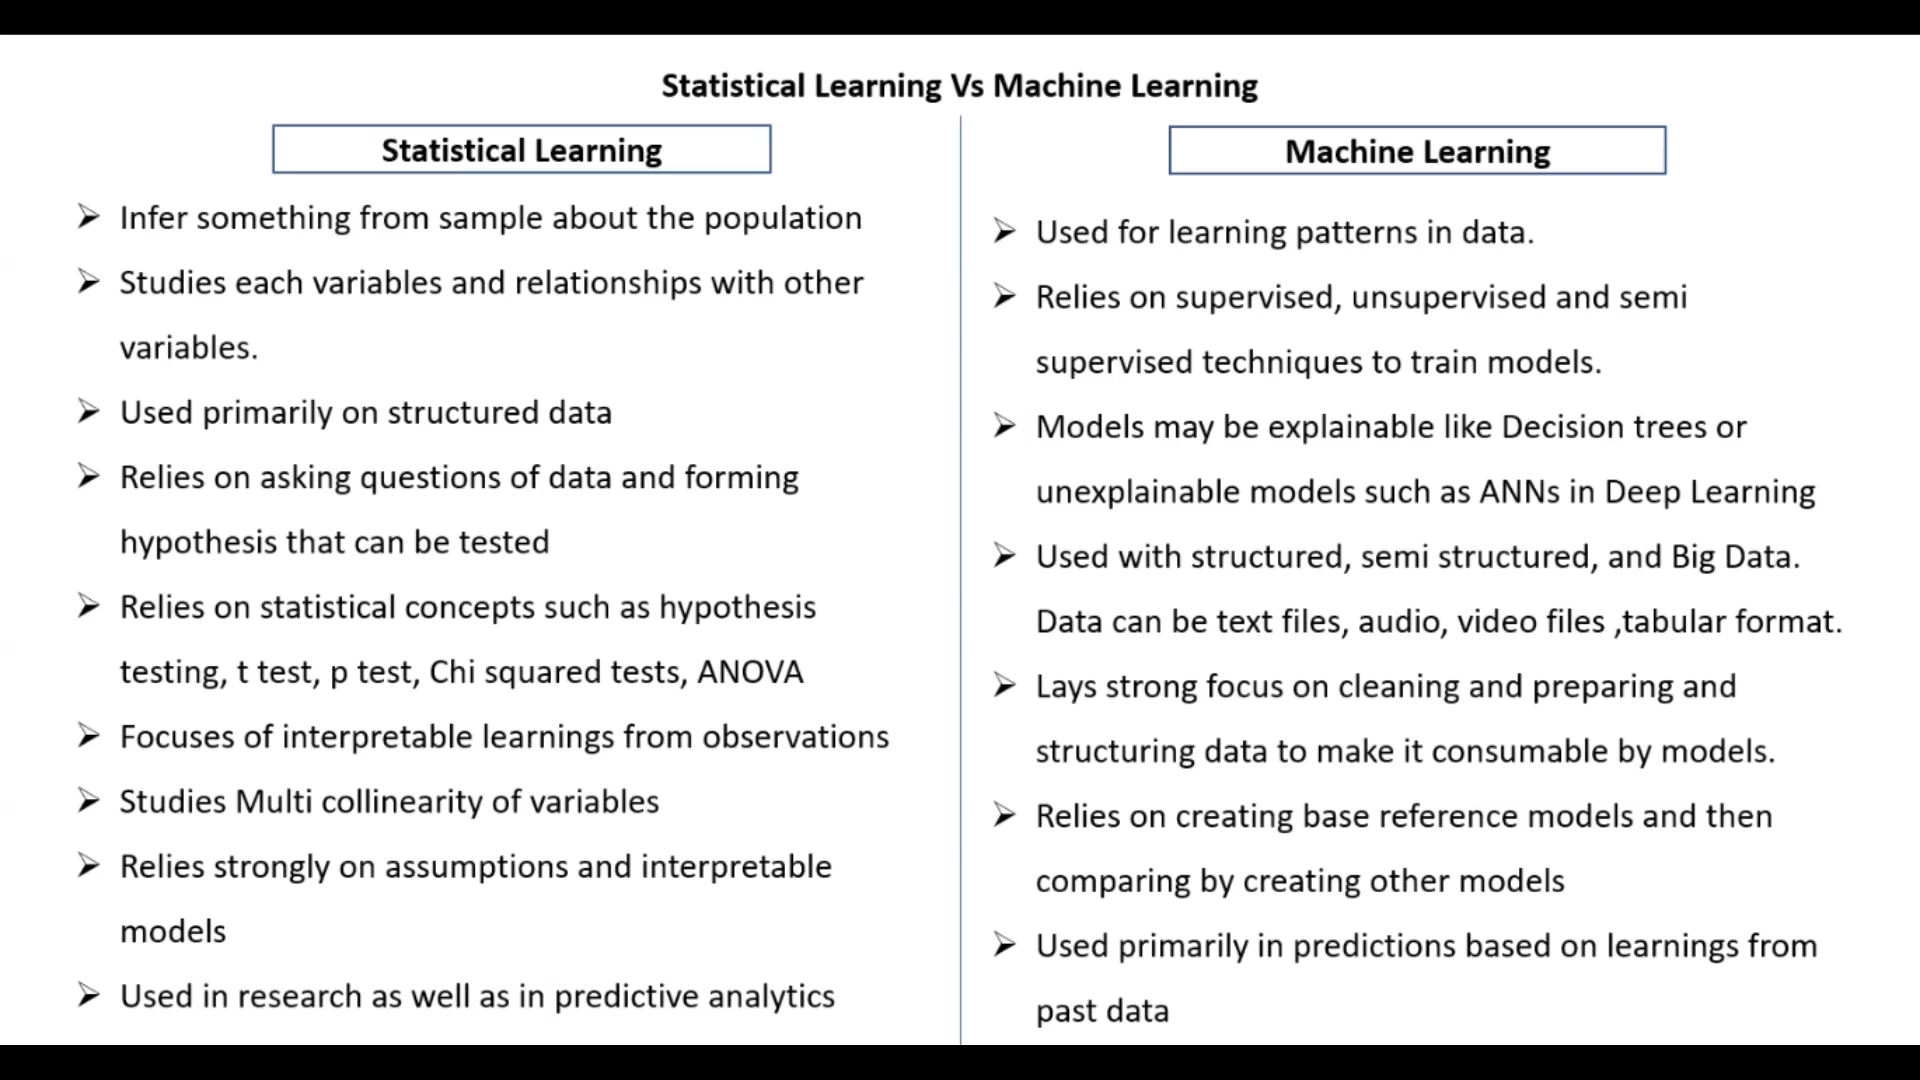 Statistical Learning Vs Machine Learning
Statistical Learning
Infer something from sample about the population
Studies each variables and relationships with other
variables.
Used primarily on structured data
Relies on asking questions of data and forming
hypothesis that can be tested
Relies on statistical concepts such as hypothesis
testing, t test, p test, Chi squared tests, ANOVA
Focuses of interpretable learnings from observations
Studies Multi collinearity of variables
Relies strongly on assumptions and interpretable
models
Used in research as well as in predictive analytics
Machine Learning
Used for learning patterns in data.
Relies on supervised, unsupervised and semi
supervised techniques to train models.
Models may be explainable like Decision trees or
unexplainable models such as ANNs in Deep Learning
Used with structured, semi structured, and Big Data.
Data can be text files, audio, video files ,tabular format.
Lays strong focus on cleaning and preparing and
structuring data to make it consumable by models.
Relies on creating base reference models and then
comparing by creating other models
Used primarily in predictions based on learnings from
past data